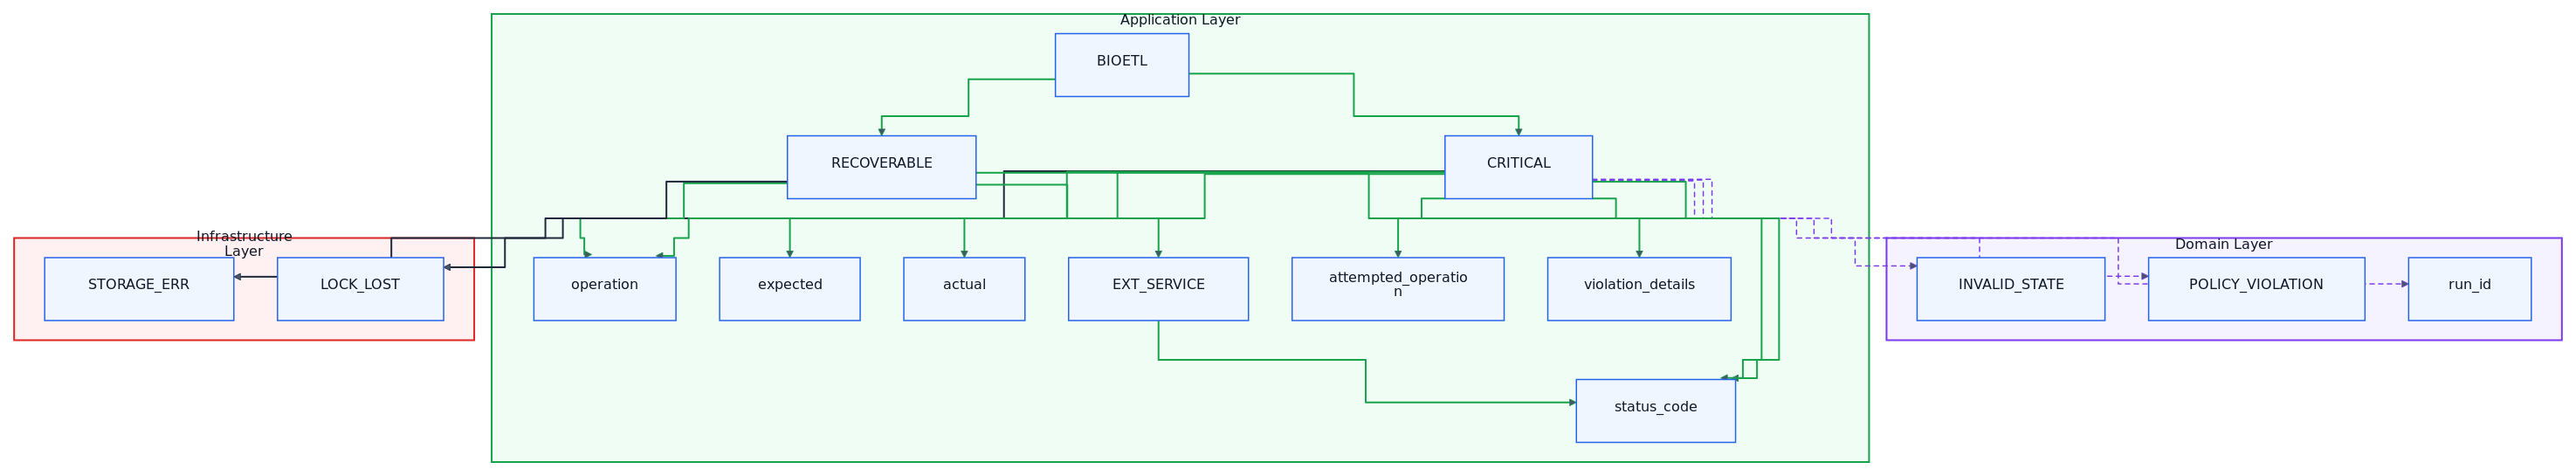 Application Layer
BIOETL
RECOVERABLE
CRITICAL
Infrastructure
Layer
STORAGE_ERR
LOCK_LOST
operation
expected
actual
EXT_SERVICE
attempted_operatio
n
violation_details
Domain Layer
INVALID_STATE
POLICY_VIOLATION
run_id
status_code